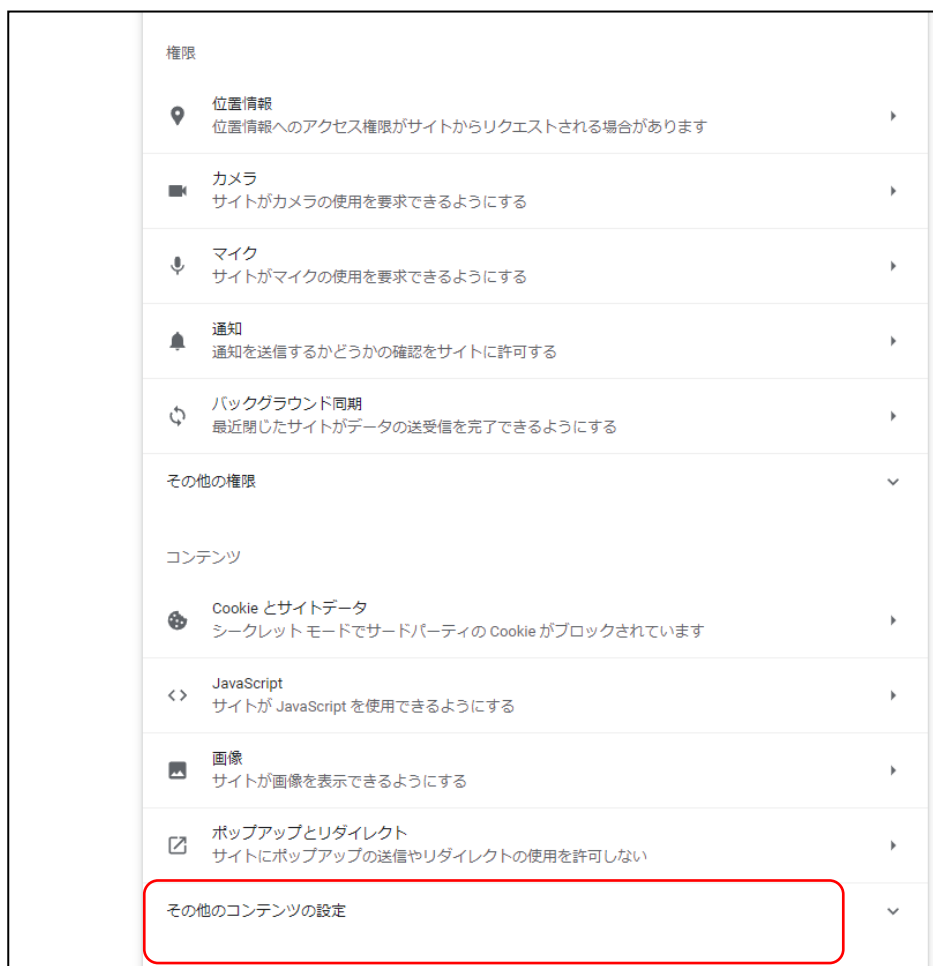 権限
位置情報
位置情報へのアクセス権限がサイトからリクエストされる場合があります
カメラ
サイトがカメラの使用を要求できるようにする
マイク
サイトがマイクの使用を要求できるようにする
通知
通知を送信するかどうかの確認をサイトに許可する
バックグラウンド同期
最近閉じたサイトがデータの送受信を完了できるようにする
その他の権限
コンテンツ
Cookie とサイトデータ
シークレット モードでサードパーティの Cookie がブロックされています
JavaScript
サイトが JavaScript を使用できるようにする
画像
サイトが画像を表示できるようにする
ポップアップとリダイレクト
サイトにポップアップの送信やリダイレクトの使用を許可しない
その他のコンテンツの設定